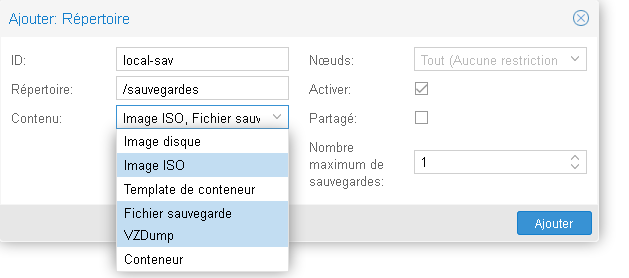 Ajouter: Répertoire
ID:
local-sav
Répertoire:
/sauvegardes
Contenu:
Image ISO, Fichier sauv
Image disque
Image ISO
Template de conteneur
Fichier sauvegarde
VZDump
Conteneur
Nœuds:
Tout (Aucune restriction
Activer:
Partagé:
Nombre
maximum de
sauvegardes:
1
Ajouter